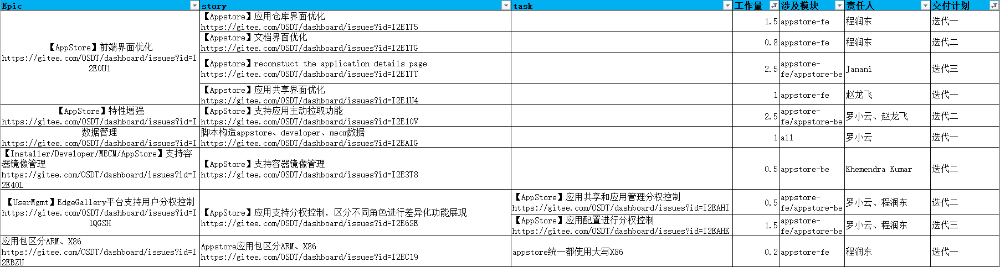 Epic story task 工作量 涉及模块 责任人 交付计划
【AppStore】前端界面优化
https://gitee.com/OSDT/dashboard/issues?id=I
2E0U1
【Appstore】应用仓库界面优化
https://gitee.com/OSDT/dashboard/issues?id=I2E1T5
1.5 appstore-fe 程润东 迭代一
【Appstore】文档界面优化
https://gitee.com/OSDT/dashboard/issues?id=I2E1TG
0.8 appstore-fe 程润东 迭代二
【Appstore】reconstuct the application details page
https://gitee.com/OSDT/dashboard/issues?id=I2E1TT
2.5 appstore-
fe/appstore-be Janani 迭代三
【Appstore】应用共享界面优化
https://gitee.com/OSDT/dashboard/issues?id=I2E1U4
1 appstore-fe 赵龙飞 迭代一
【AppStore】特性增强
https://gitee.com/OSDT/dashboard/issues?id=I
【AppStore】支持应用主动拉取功能
https://gitee.com/OSDT/dashboard/issues?id=I2E10V
2.5 appstore-
fe/appstore-be 罗小云、赵龙飞 迭代二
数据管理
https://gitee.com/OSDT/dashboard/issues?id=I
脚本构造appstore、developer、mecm数据
https://gitee.com/OSDT/dashboard/issues?id=I2EAIG
1 all 罗小云 迭代一
【Installer/Developer/MECM/AppStore】支持容
器镜像管理
https://gitee.com/OSDT/dashboard/issues?id=I
2E40L
【AppStore】支持容器镜像管理
https://gitee.com/OSDT/dashboard/issues?id=I2E3T8
0.5 appstore-be Khemendra Kumar 迭代二
【UserMgmt】EdgeGallery平台支持用户分权控制
https://gitee.com/OSDT/dashboard/issues?id=I
1QGSH
【AppStore】应用支持分权控制，区分不同角色进行差异化功能展现
https://gitee.com/OSDT/dashboard/issues?id=I2E6SE
【AppStore】应用共享和应用管理分权控制
https://gitee.com/OSDT/dashboard/issues?id=I2EAHI
0.5 appstore-
fe/appstore-be 罗小云、程润东 迭代二
【AppStore】应用配置进行分权控制
https://gitee.com/OSDT/dashboard/issues?id=I2EAHK
1.5 appstore-
fe/appstore-be 罗小云、程润东 迭代三
应用包区分ARM、X86
https://gitee.com/OSDT/dashboard/issues?id=I
2EBZU
Appstore应用包区分ARM、X86
https://gitee.com/OSDT/dashboard/issues?id=I2EC19
appstore统一都使用大写X86
0.2 appstore-fe 程润东 迭代一